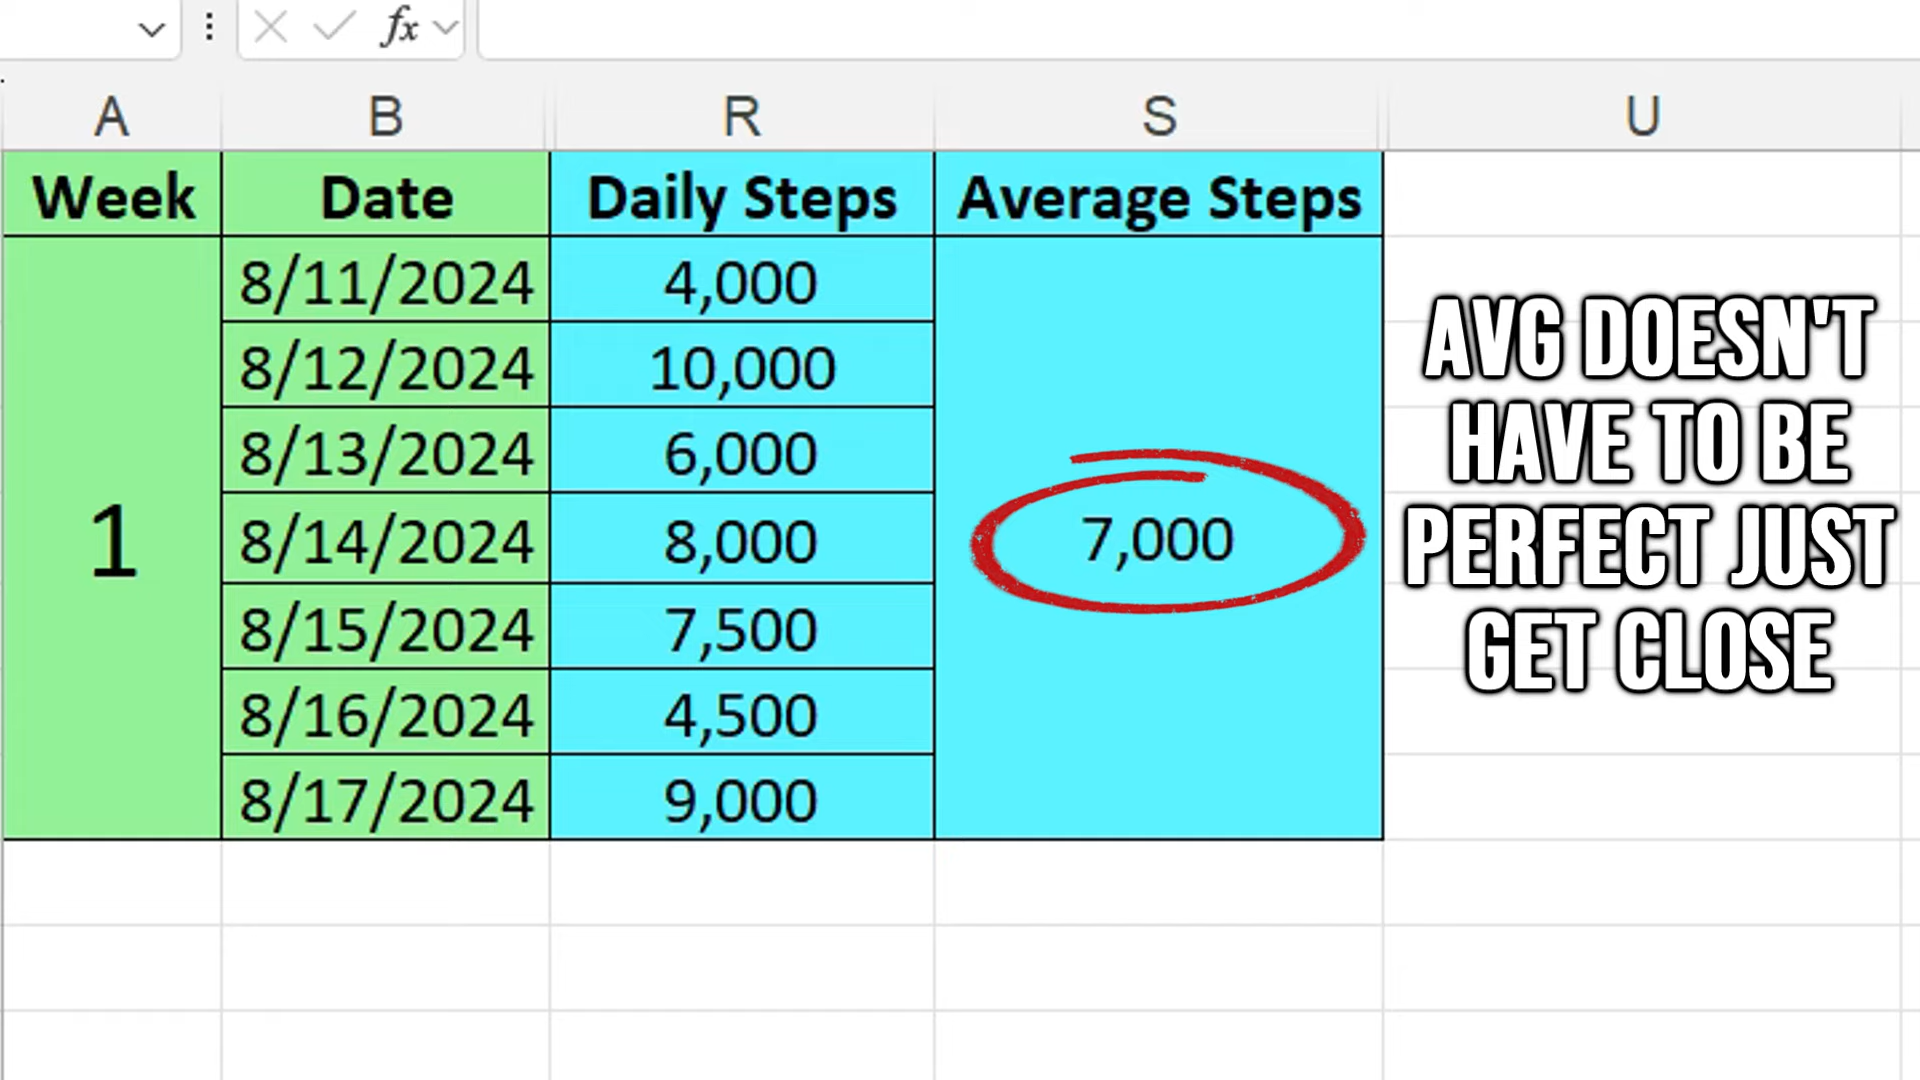 fx
A B R S U
Week Date Daily Steps Average Steps
8/11/2024 4,000
8/12/2024 10,000
8/13/2024 6,000
1 8/14/2024 8,000 7,000
8/15/2024 7,500
8/16/2024 4,500
8/17/2024 9,000
AVG DOESN'T
HAVE TO BE
PERFECT JUST
GET CLOSE